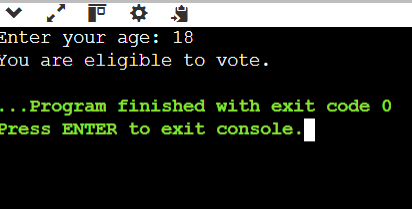 Enter your age: 18
You are eligible to vote.
...Program finished with exit code 0
Press ENTER to exit console.